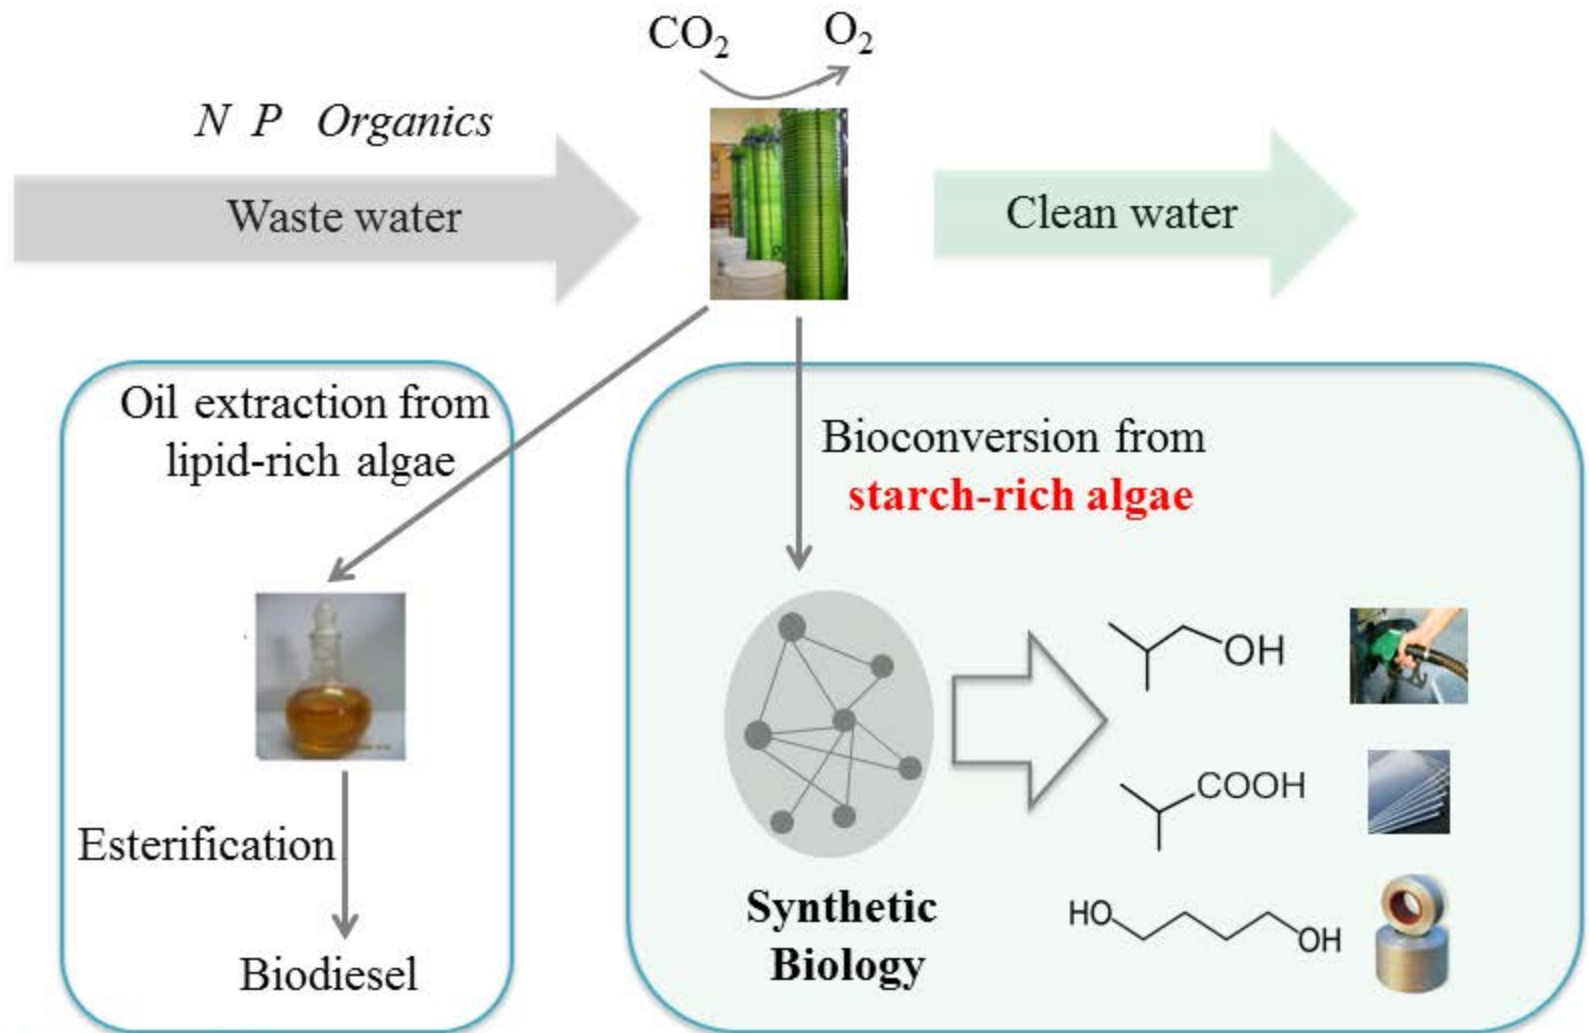 CO₂
O₂
N P Organics
Waste water
Clean water
Oil extraction from
lipid-rich algae
Bioconversion from
starch-rich algae
OH
COOH
Esterification
Synthetic
Biology
HO
OH
Biodiesel